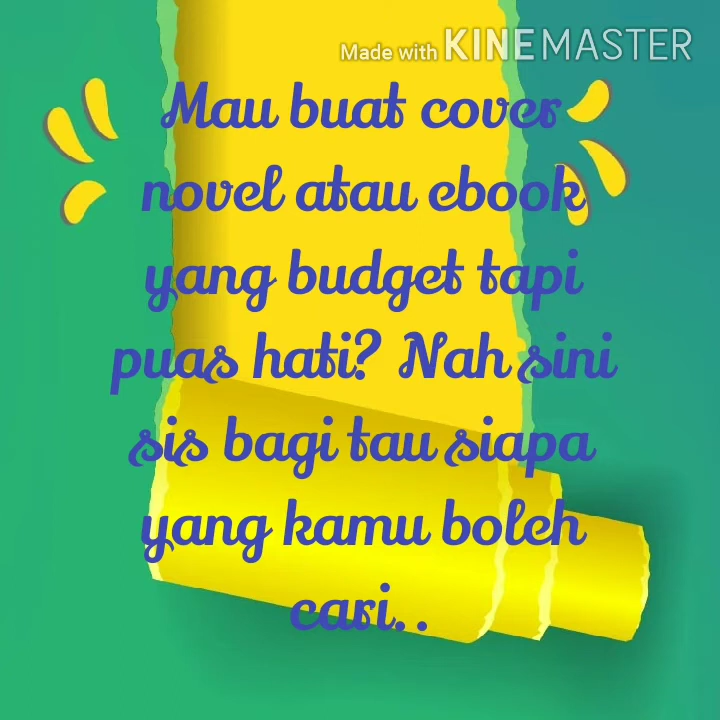 Made with KINEMASTER
Mau buat cover
novel atau ebook
yang budget tapi
puas hati? Nah sini
sis bagi tau siapa
yang kamu boleh
cari..